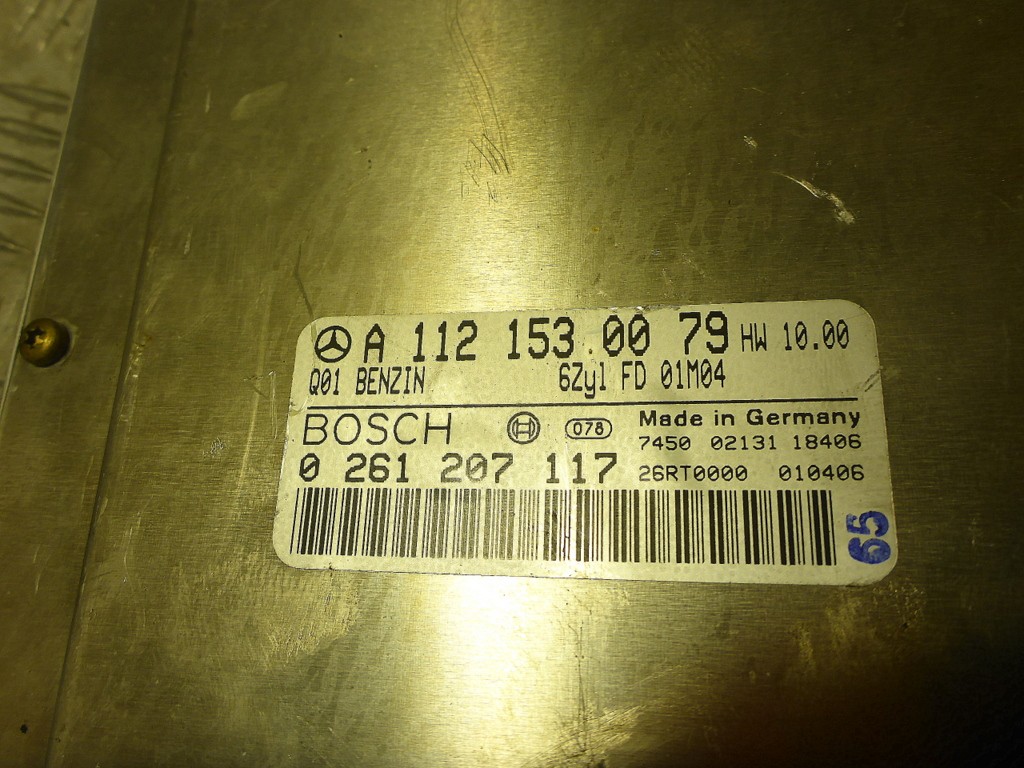 A 112 153 00 79 HW 10.00
Q01 BENZIN 6Zyl FD 01M04
BOSCH 078 Made in Germany
7450 02131 18406
0 261 207 117 26RT0000 010406
65